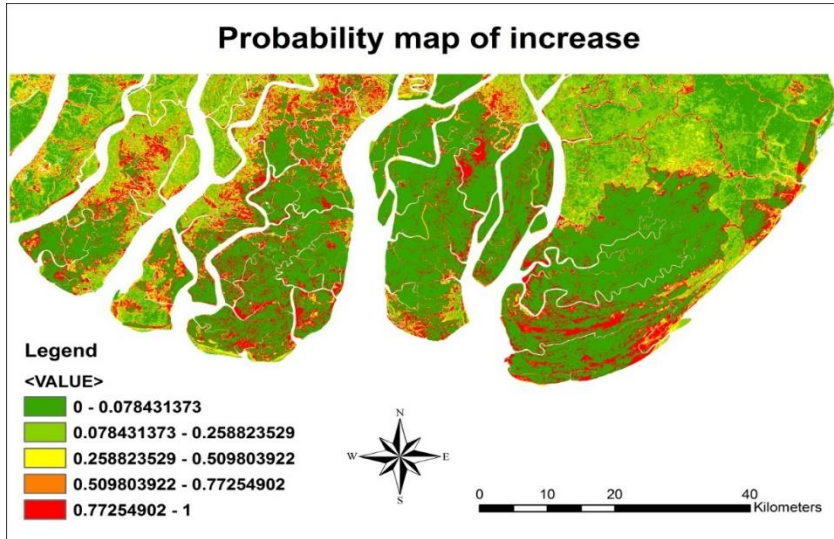 Probability map of increase
Legend
<VALUE>
0 - 0.078431373
0.078431373 - 0.258823529
0.258823529 - 0.509803922
0.509803922 - 0.77254902
0.77254902 - 1
N
W E
S
0 10 20 40
Kilometers